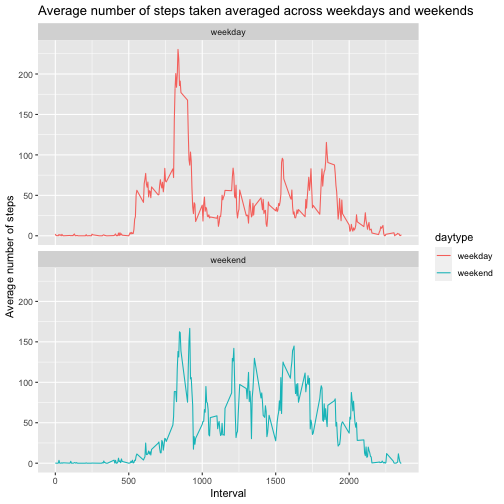 Average number of steps taken averaged across weekdays and weekends
weekday
200
150
100
50
0
weekend
200
150
100
50
0
Average number of steps
0 500 1000 1500 2000
Interval
daytype
weekday
weekend